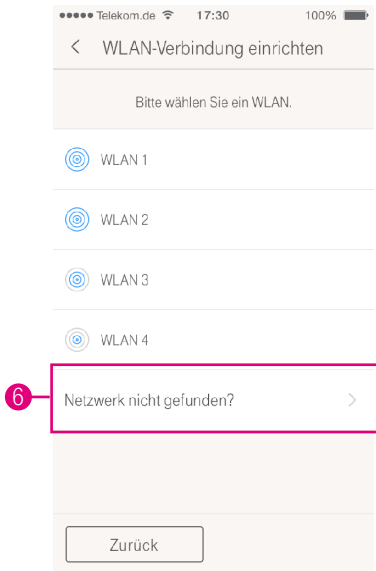 Telekom.de 17:30 100%
WLAN-Verbindung einrichten
Bitte wählen Sie ein WLAN.
WLAN 1
WLAN 2
WLAN 3
WLAN 4
6 Netzwerk nicht gefunden?
Zurück